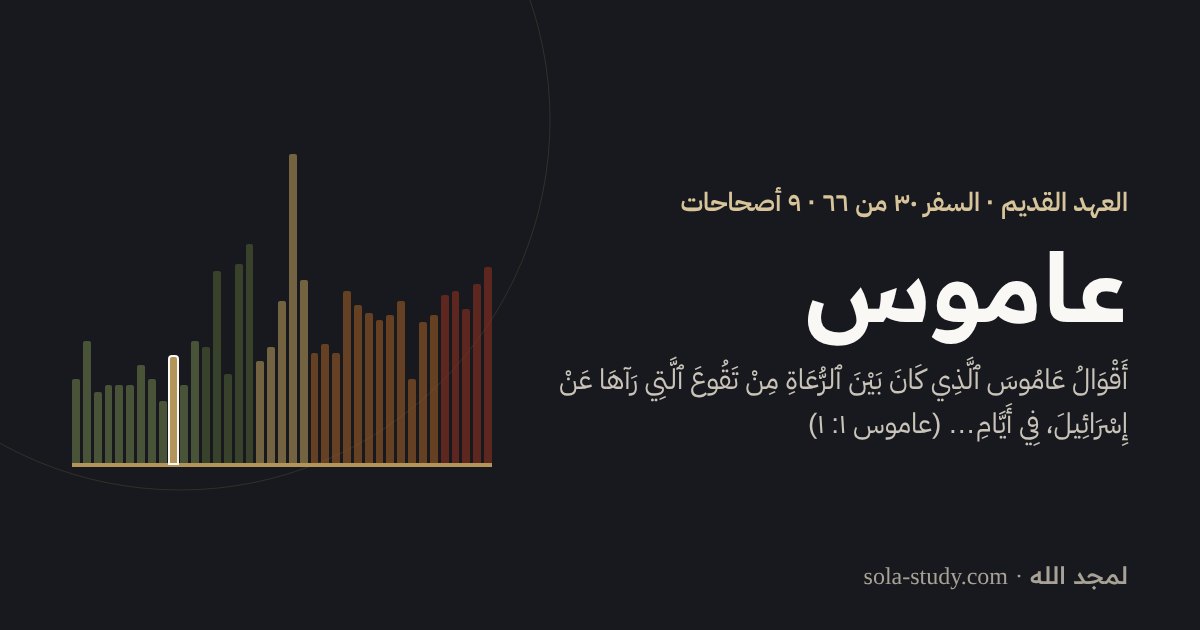 العهد القديم · السفر ٣٠ من ٦٦ · ٩ أصحاحات
عاموس
أَقْوَالُ عَامُوسَ ٱلَّذِي كَانَ بَيْنَ ٱلرُّعَاةِ مِنْ تَقُوعَ ٱلَّتِي رَآهَا عَنْ
إِسْرَائِيلَ، فِي أَيَّامِ… (عاموس ١: ١)
لمجد الله · sola-study.com